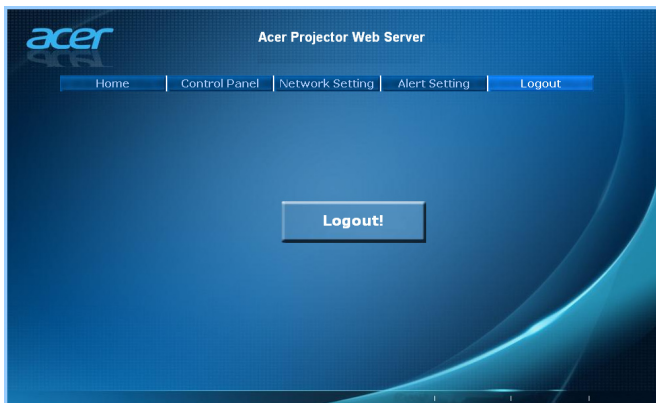 acer
Acer Projector Web Server
Home Control Panel Network Setting Alert Setting Logout
Logout!